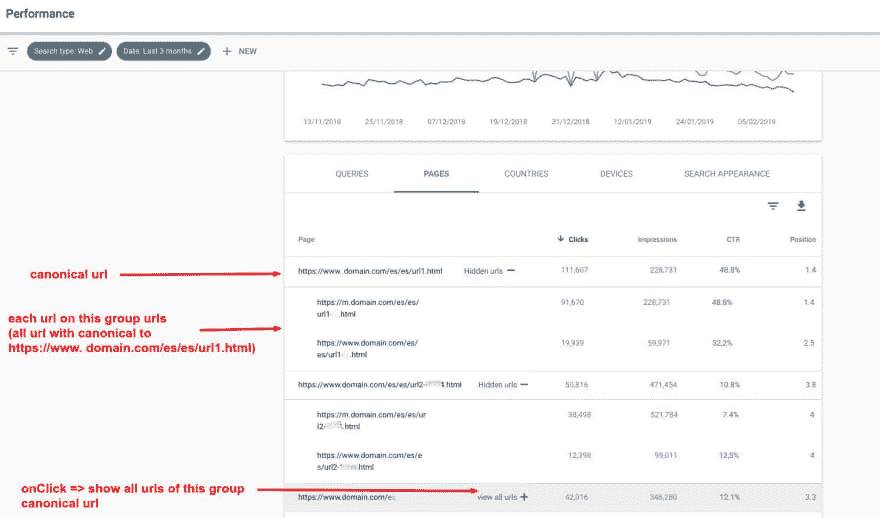 Performance
Search type: Web
Date: Last 3 months
+ NEW
13/11/2018 25/11/2018 07/12/2018 19/12/2018 31/12/2018 12/01/2019 24/01/2019 05/02/2019
QUERIES PAGES COUNTRIES DEVICES SEARCH APPEARANCE
Page Clicks Impressions CTR Position
canonical url
https://www. domain.com/es/es/url1.html Hidden urls 111,607 228,731 48.8% 1.4
each url on this group urls
(all url with canonical to
https://www. domain.com/es/es/url1.html)
https://m.domain.com/es/es/
url1- .html
91,670 228,731 48.8% 1.4
https://www.domain.com/es/
es/url1- .html
19,939 59,971 32,2% 2.5
https://www.domain.com/es/es/url2- .html Hidden urls 50,816 471,454 10.8% 3.8
https://m.domain.com/es/es/ur
l2- .html
38,498 521,784 7.4% 4
https://www.domain.com/es/e
s/url2- .html
12,398 99,011 12,5% 4
onClick => show all urls of this group
canonical url
https://www.domain.com/es view all urls + 42,016 348,280 12.1% 3.3